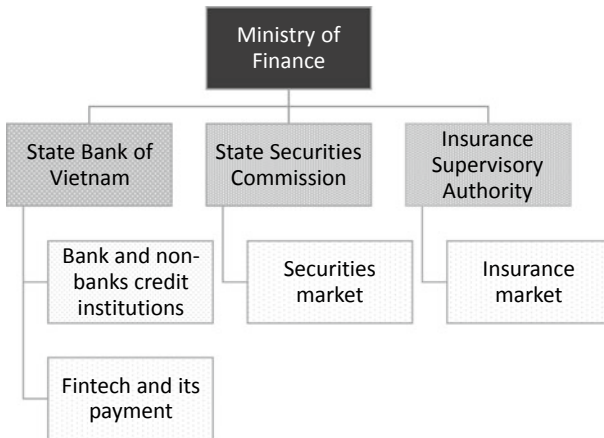 Ministry of
Finance
State Bank of
Vietnam
State Securities
Commission
Insurance
Supervisory
Authority
Bank and non-
banks credit
institutions
Securities
market
Insurance
market
Fintech and its
payment